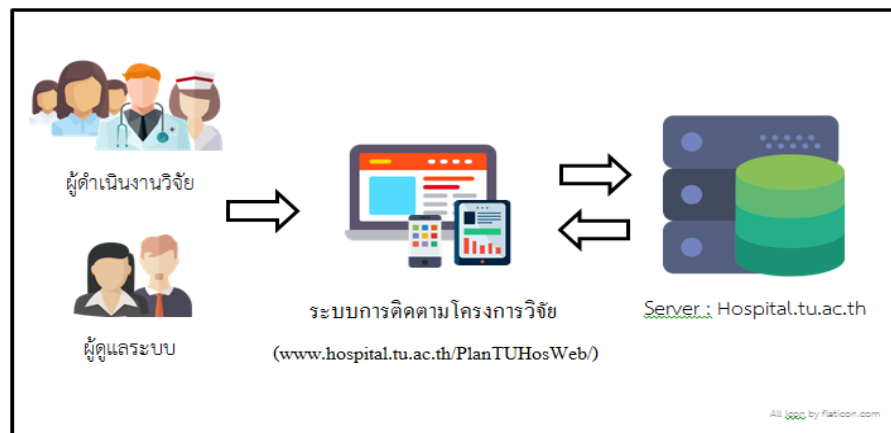 ผู้ดำเนินงานวิจัย
ผู้ดูแลระบบ
ระบบการติดตามโครงการวิจัย
(www.hospital.tu.ac.th/PlanTUHosWeb/)
Server : Hospital.tu.ac.th
All icon by flaticon.com